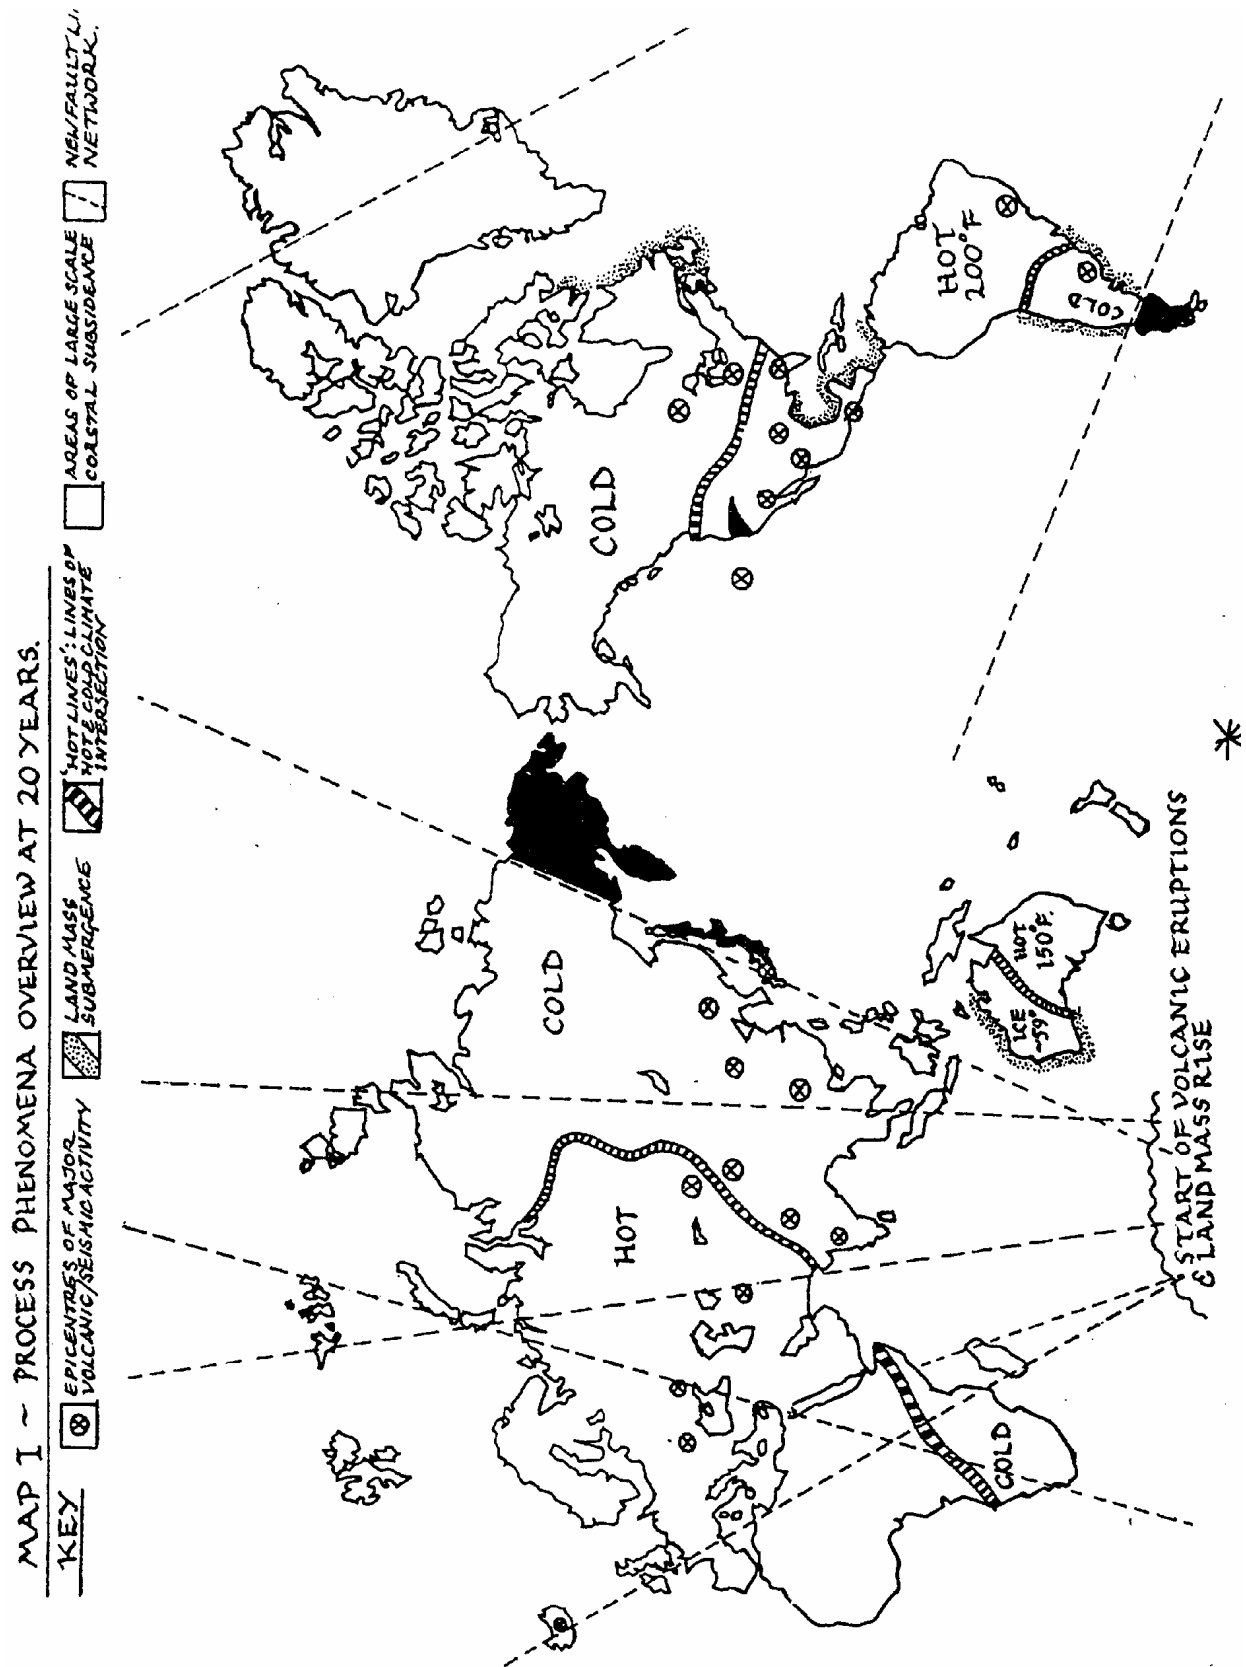 MAP I ~ PROCESS PHENOMENA OVERVIEW AT 20 YEARS.
KEY
EPICENTRES OF MAJOR
VOLCANIC/SEISMIC ACTIVITY
LAND MASS
SUBMERGENCE
'HOT LINES': LINES OF
HOT & COLD CLIMATE
INTERSECTION
AREAS OF LARGE SCALE
COASTAL SUBSIDENCE
NEW FAULT LI
NETWORK.
HOT
COLD
COLD
COLD
HOT
200°F
COLD
ICE
-59°
HOT
150°F.
START OF VOLCANIC ERUPTIONS
& LAND MASS RISE